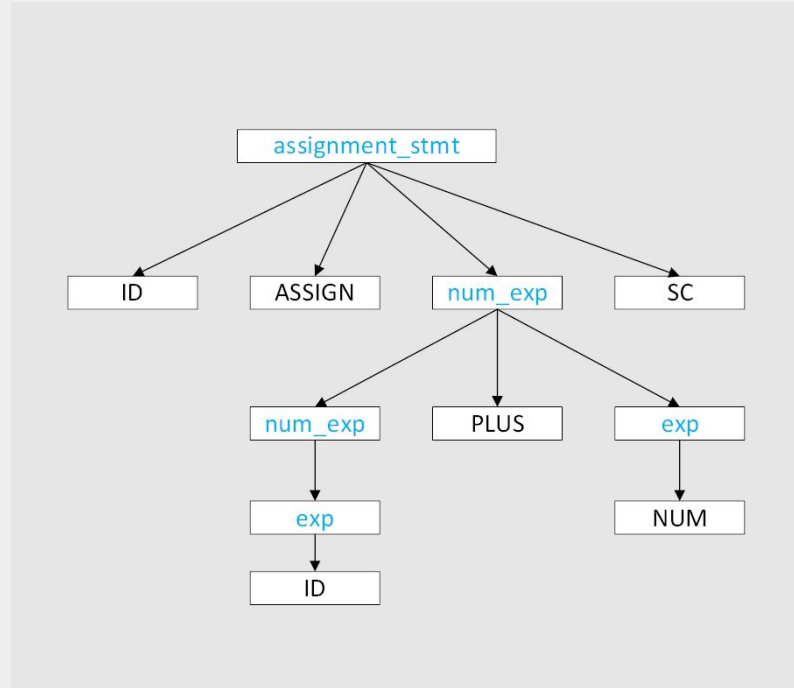 assignment_stmt
ID ASSIGN num_exp SC
num_exp PLUS exp
exp NUM
ID